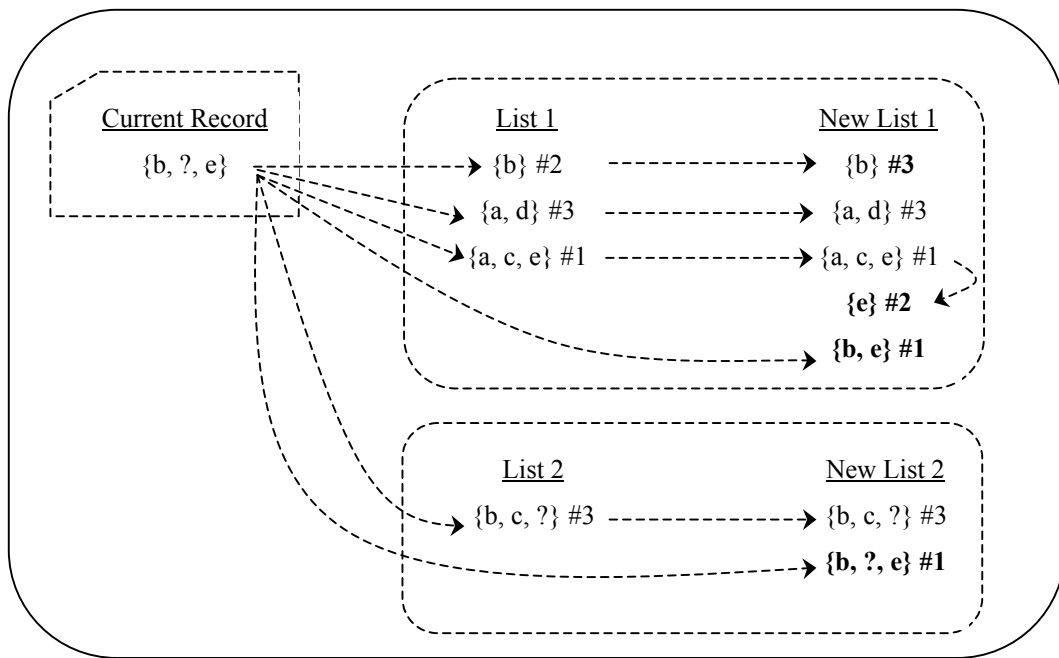 Current Record
{b, ?, e}
List 1
New List 1
{b} #2
{b} #3
{a, d} #3
{a, d} #3
{a, c, e} #1
{a, c, e} #1
{e} #2
{b, e} #1
List 2
New List 2
{b, c, ?} #3
{b, c, ?} #3
{b, ?, e} #1